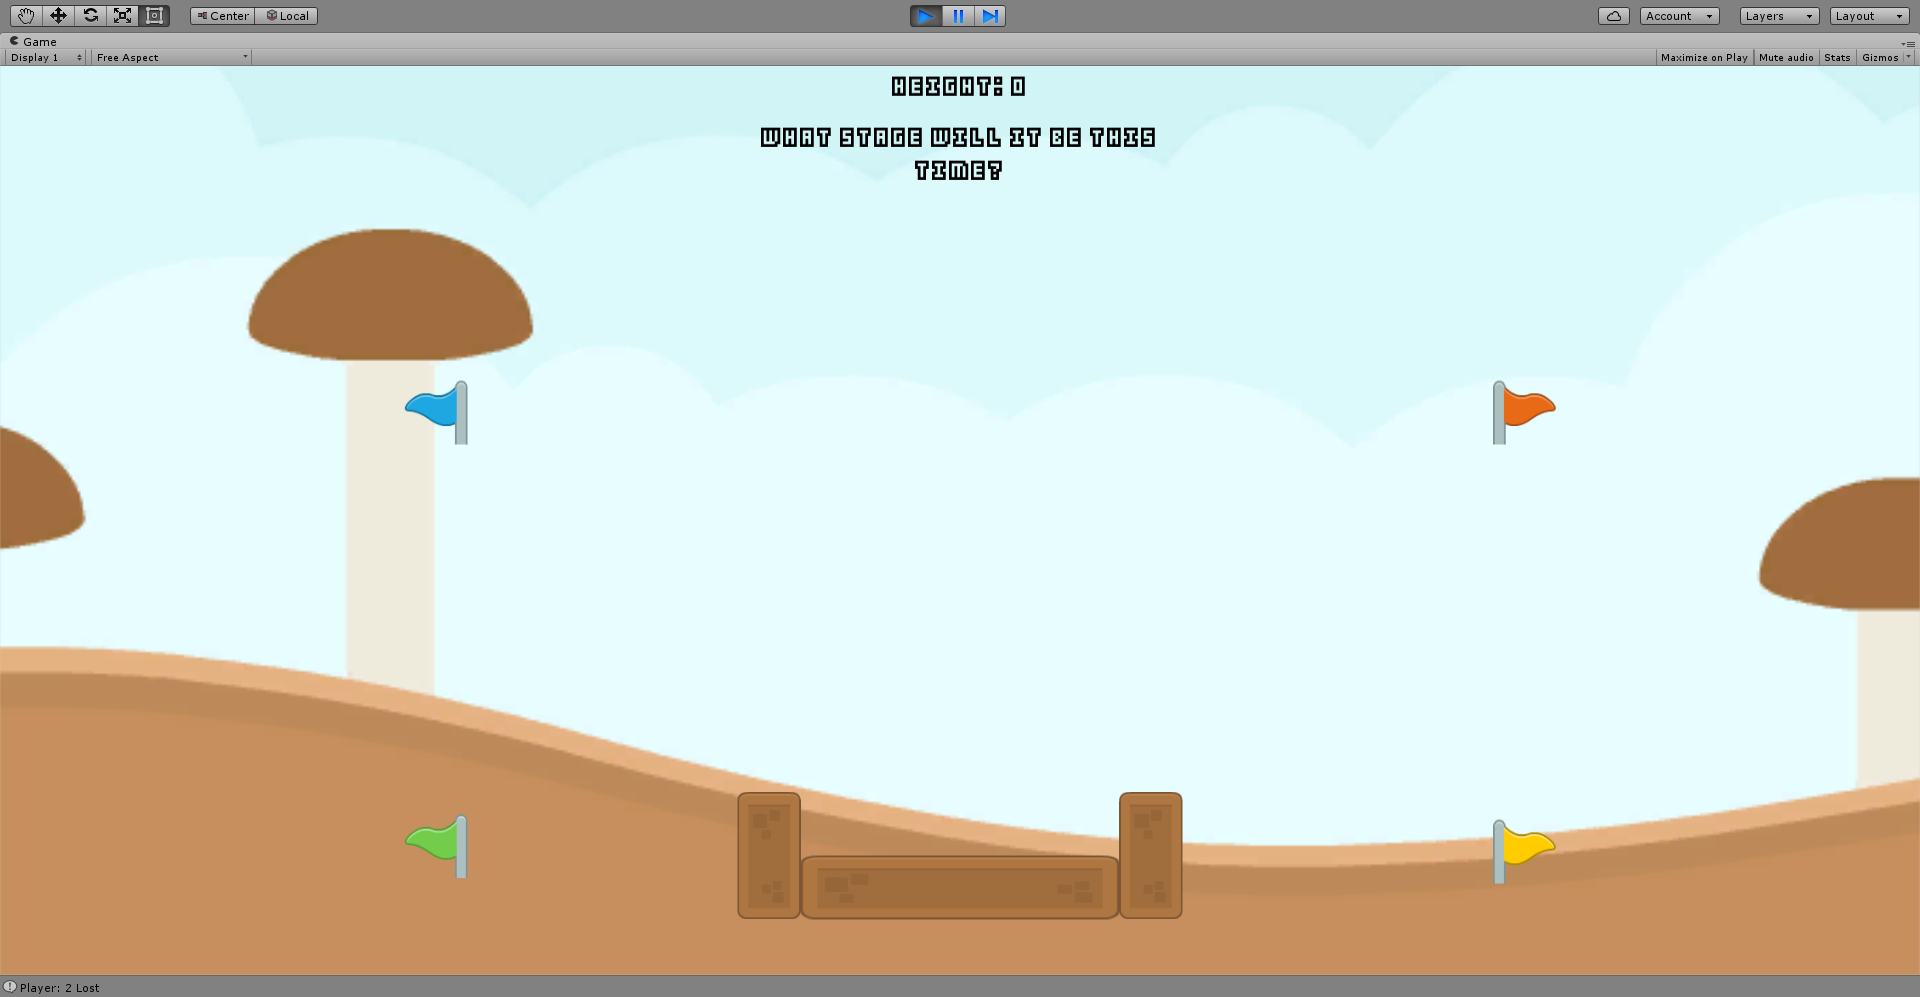 Center Local Account Layers Layout
Game
Display 1 Free Aspect Maximize on Play Mute audio Stats Gizmos
HEIGHT: 0
WHAT STAGE WILL IT BE THIS
TIME?
Player: 2 Lost